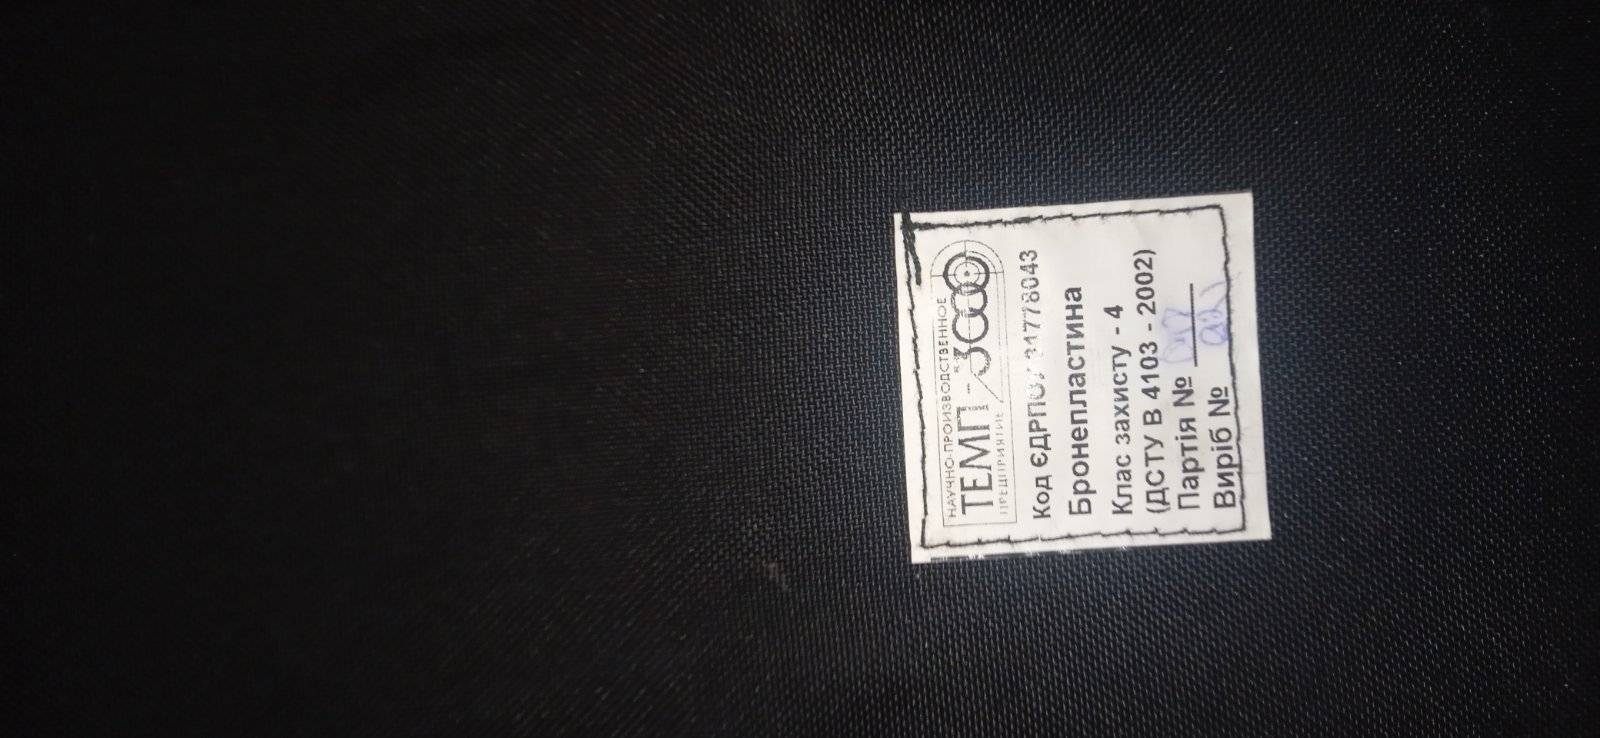 НАУЧНО-ПРОИЗВОДСТВЕННОЕ
ТЕМП-3000
ПРЕДПРИЯТИЕ
Код ЄДРПОУ 31778043
Бронепластина
Клас захисту - 4
(ДСТУ В 4103 - 2002)
Партія №
Виріб №